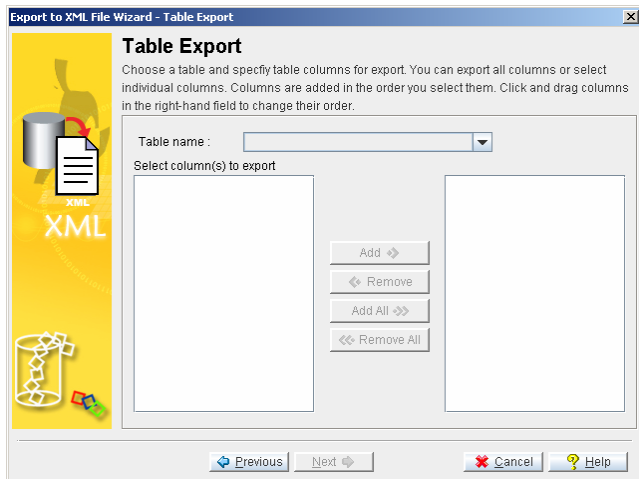 Export to XML File Wizard - Table Export
Table Export
Choose a table and specfiy table columns for export. You can export all columns or select
individual columns. Columns are added in the order you select them. Click and drag columns
in the right-hand field to change their order.
Table name :
Select column(s) to export
XML
XML
Add
Remove
Add All
Remove All
Previous
Next
Cancel
Help